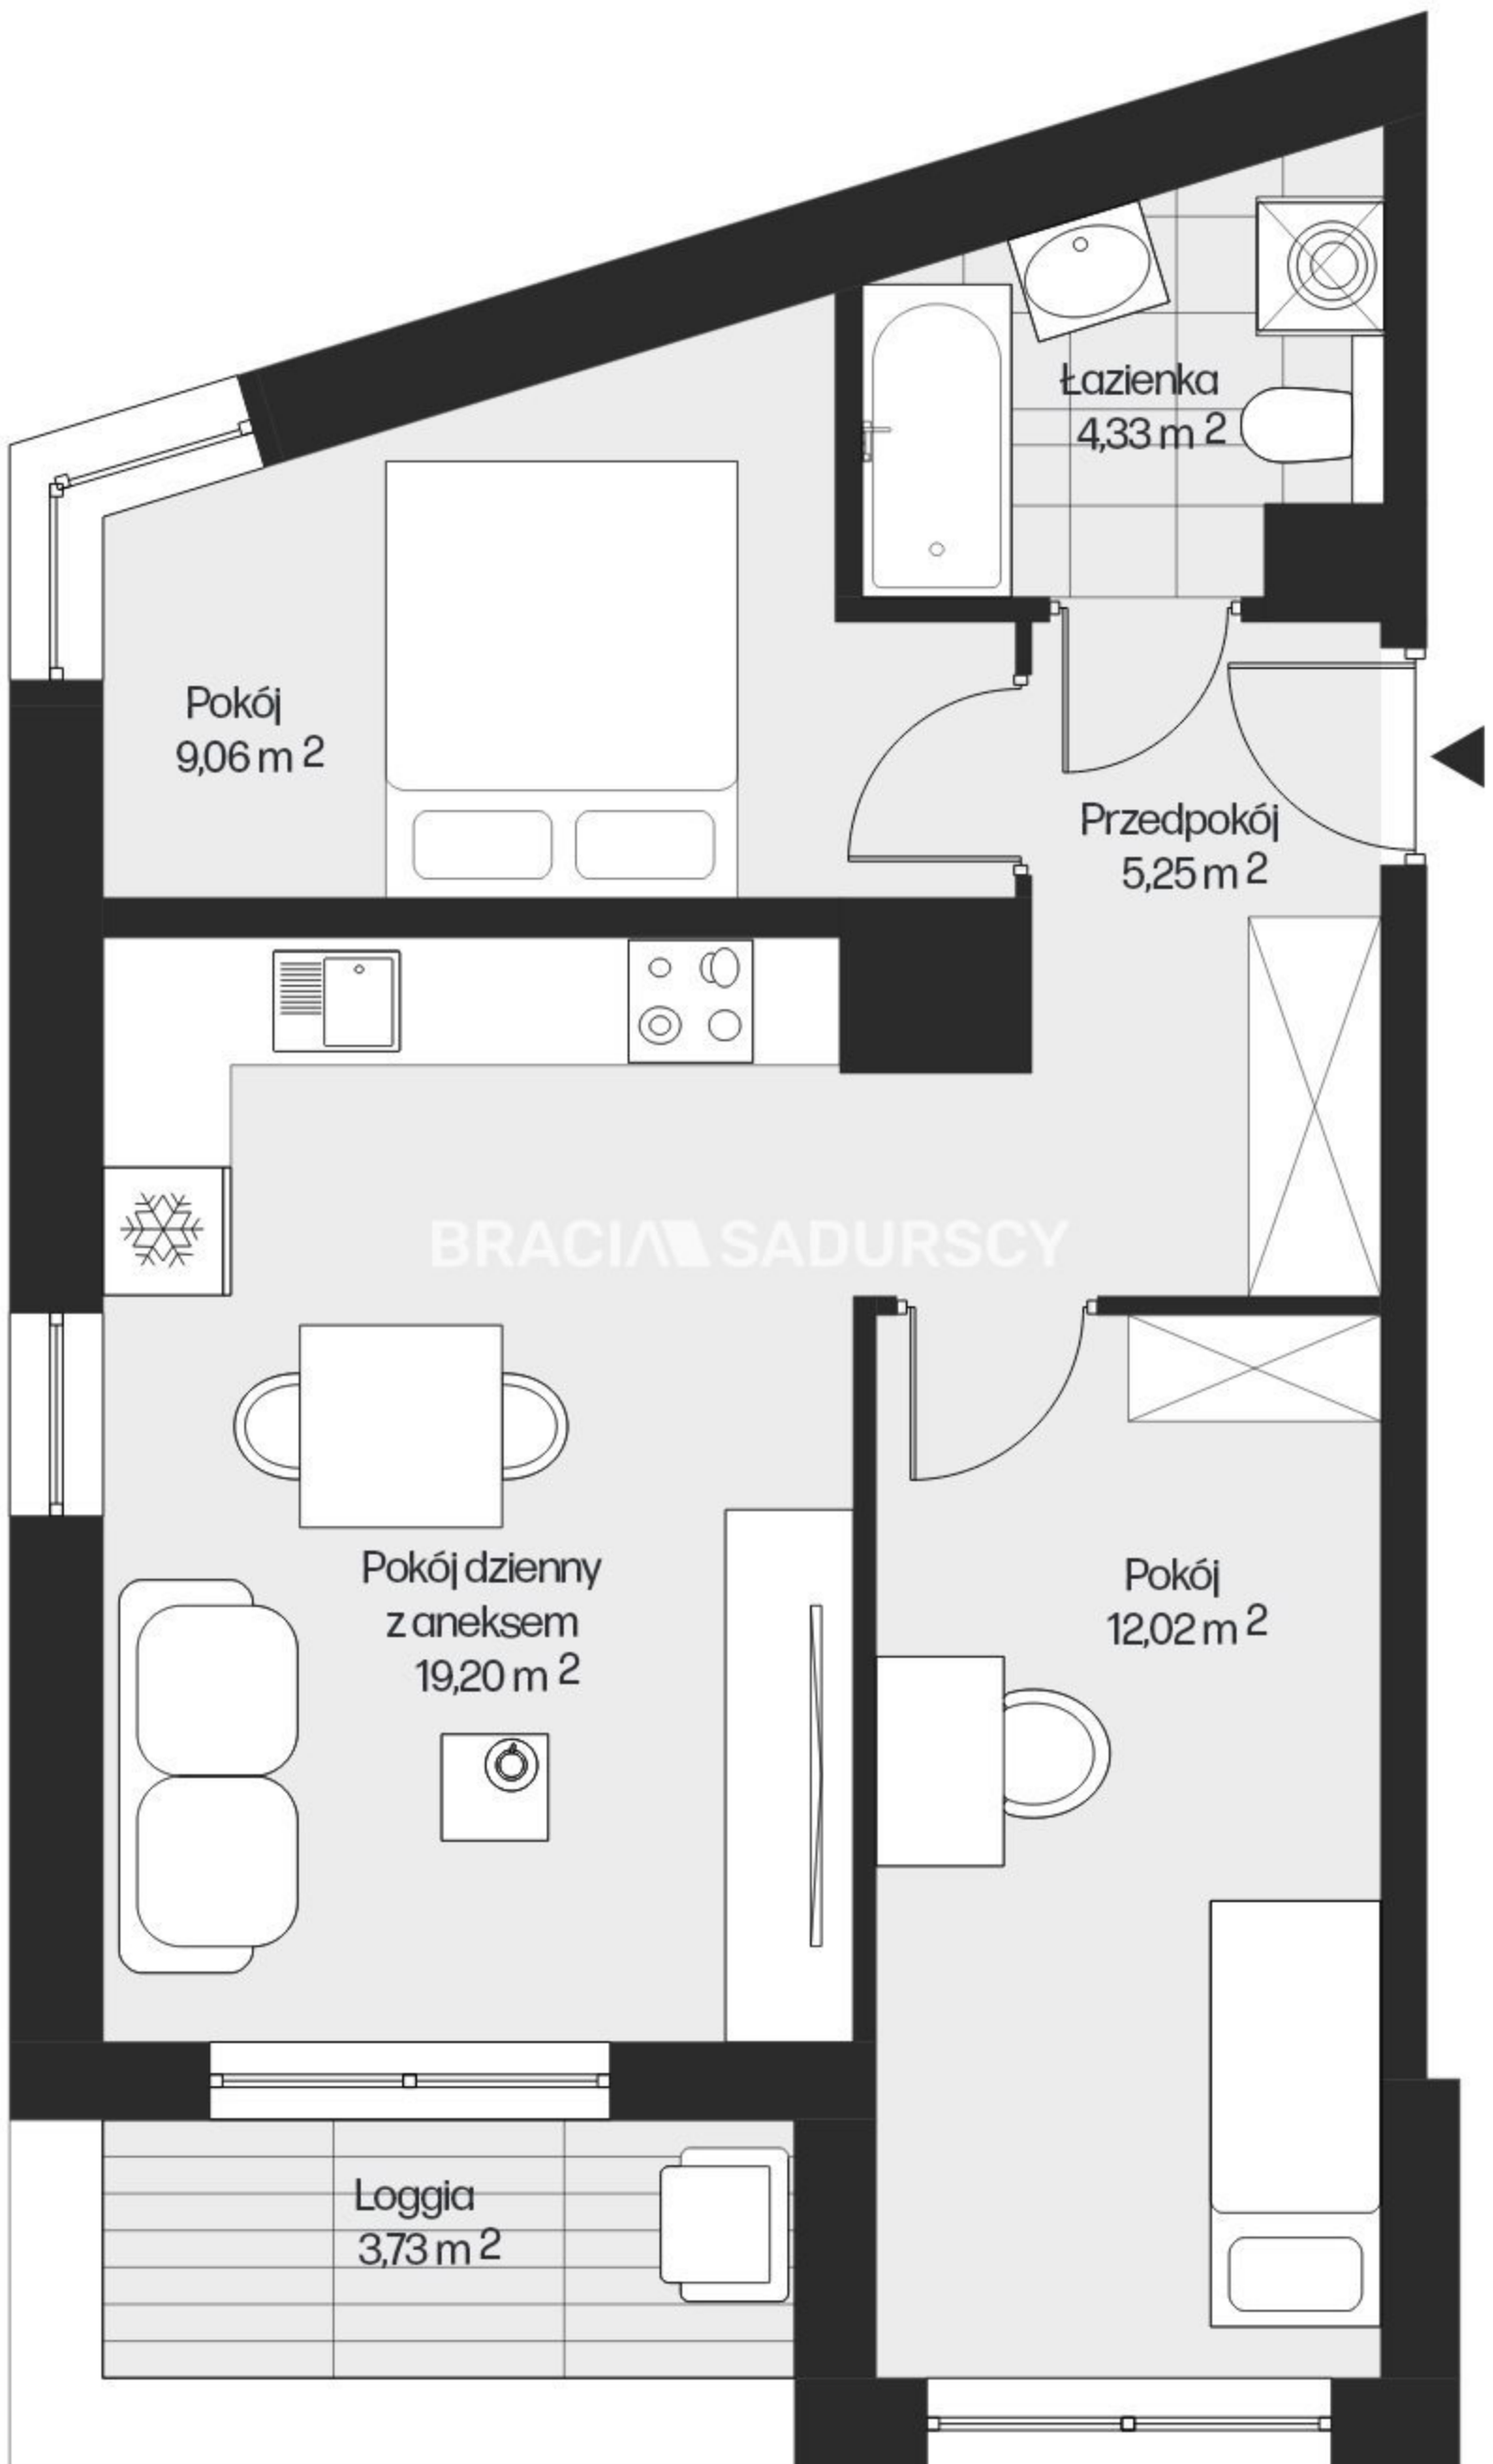 Łazienka
4,33 m 2
Pokój
9,06 m 2
Przedpokój
5,25 m 2
BRACIA SADURSCY
Pokój dzienny
z aneksem
19,20 m 2
Pokój
12,02 m 2
Loggia
3,73 m 2